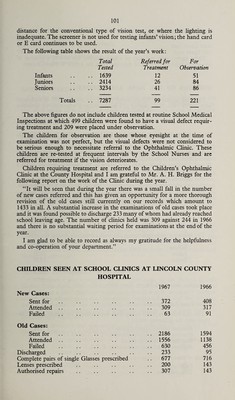 101
distance for the conventional type of vision test, or where the lighting is
inadequate. The screener is not used for testing infants' vision; the hand card
or E card continues to be used.
The following table shows the result of the year's work:
Total Referred for For
Tested Treatment Observation
Infants .. .. 1639 12 51
Juniors .. .. 2414 26 84
Seniors .. .. 3234 41 86
Totals .. 7287 99 221
The above figures do not include children tested at routine School Medical
Inspections at which 499 children were found to have a visual defect requir-
ing treatment and 209 were placed under observation.
The children for observation are those whose eyesight at the time of
examination was not perfect, but the visual defects were not considered to
be serious enough to necessitate referral to the Ophthalmic Clinic. These
children are re-tested at frequent intervals by the School Nurses and are
referred for treatment if the vision deteriorates.
Children requiring treatment are referred to the Children's Ophthalmic
Clinic at the County Hospital and I am grateful to Mr. A. H. Briggs for the
following report on the work of the Clinic during the year.
"It will be seen that during the year there was a small fall in the number
of new cases referred and this has given an opportunity for a more thorough
revision of the old cases still currently on our records which amount to
1433 in all. A substantial increase in the examinations of old cases took place
and it was found possible to discharge 233 many of whom had already reached
school leaving age. The number of clinics held was 309 against 244 in 1966
and there is no substantial waiting period for examinations at the end of the
year.
I am glad to be able to record as always my gratitude for the helpfulness
and co-operation of your department."
CHILDREN SEEN AT SCHOOL CLINICS AT LINCOLN COUNTY
HOSPITAL
1967 1966
New Cases:
Sent for .. .. .. .. .. .. 372 408
Attended .. .. .. .. .. .. 309 317
Failed .. .. .. .. .. .. 63 91
Old Cases:
Sent for .. .. .. .. .. .. 2186 1594
Attended .. .. .. .. .. .. 1556 1138
Failed .. .. .. .. .. .. 630 456
Discharged .. .. .. .. .. .. 233 95
Complete pairs of single Glasses prescribed .. .. 677 716
Lenses prescribed .. .. .. .. .. 200 143
Authorised repairs .. .. .. .. .. 307 143